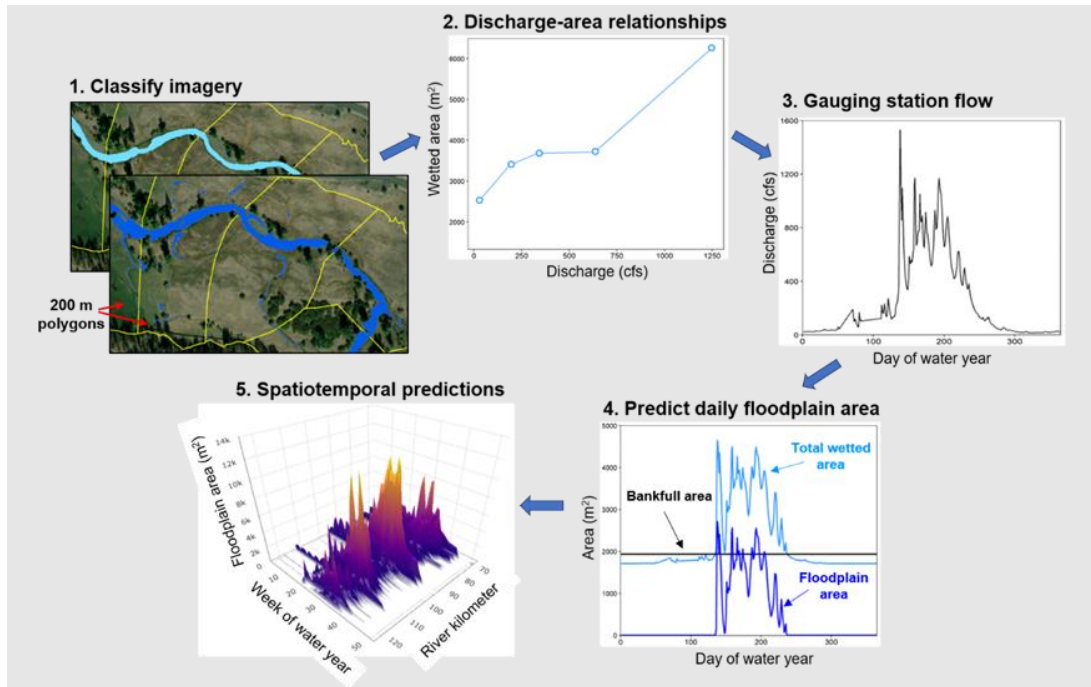 1. Classify imagery
200 m
polygons
2. Discharge-area relationships
Wetted area (m²)
6000
5000
4000
3000
2000
0
250
500
750
1000
1250
Discharge (cfs)
3. Gauging station flow
Discharge (cfs)
1600
1200
800
400
0
0
100
200
300
Day of water year
4. Predict daily floodplain area
Area (m²)
5000
4000
3000
2000
1000
0
Total wetted
area
Bankfull area
Floodplain
area
0
100
200
300
Day of water year
5. Spatiotemporal predictions
Floodplain area (m²)
14k
12k
10k
8k
6k
4k
2k
0
10
20
30
40
50
Week of water year
70
80
90
100
110
120
River kilometer